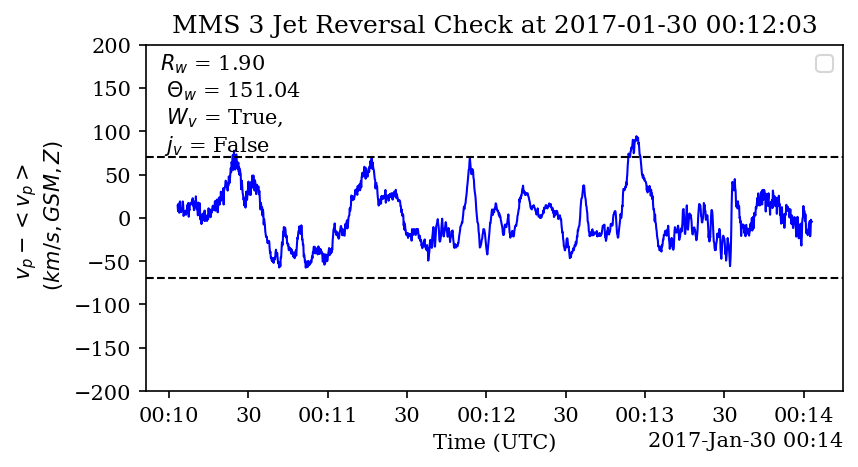 MMS 3 Jet Reversal Check at 2017-01-30 00:12:03
R_w = 1.90
Θ_w = 151.04
W_v = True,
j_v = False
v_p − < v_p >
(km/s, GSM, Z)
200
150
100
50
0
−50
−100
−150
−200
00:10 30 00:11 30 00:12 30 00:13 30 00:14
Time (UTC)
2017-Jan-30 00:14